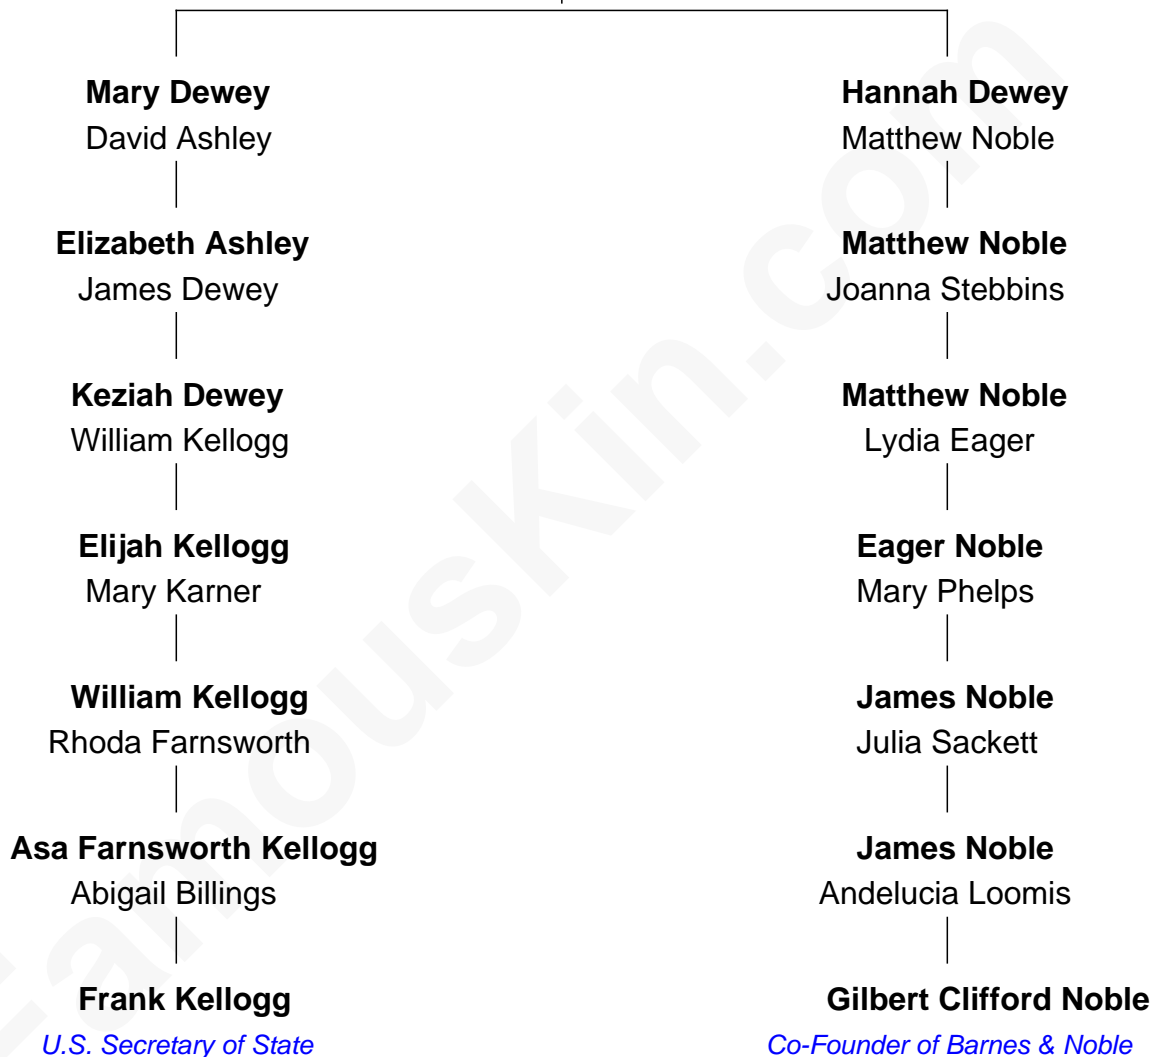 Mary Dewey
David Ashley
Elizabeth Ashley
James Dewey
Keziah Dewey
William Kellogg
Elijah Kellogg
Mary Karner
William Kellogg
Rhoda Farnsworth
Asa Farnsworth Kellogg
Abigail Billings
Frank Kellogg
U.S. Secretary of State
Hannah Dewey
Matthew Noble
Matthew Noble
Joanna Stebbins
Matthew Noble
Lydia Eager
Eager Noble
Mary Phelps
James Noble
Julia Sackett
James Noble
Andelucia Loomis
Gilbert Clifford Noble
Co-Founder of Barnes & Noble
FamousKin.com